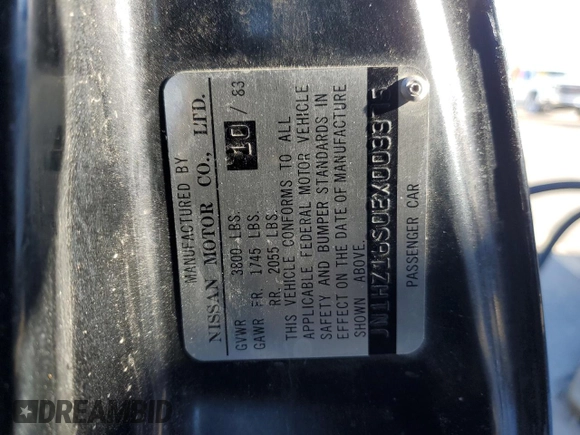 MANUFACTURED BY
NISSAN MOTOR CO., LTD.
10 / 83
GVWR 3800 LBS.
GAWR FR. 1745 LBS.
RR. 2055 LBS.
THIS VEHICLE CONFORMS TO ALL
APPLICABLE FEDERAL MOTOR VEHICLE
SAFETY AND BUMPER STANDARDS IN
EFFECT ON THE DATE OF MANUFACTURE
SHOWN ABOVE.
PASSENGER CAR
DREAMBID